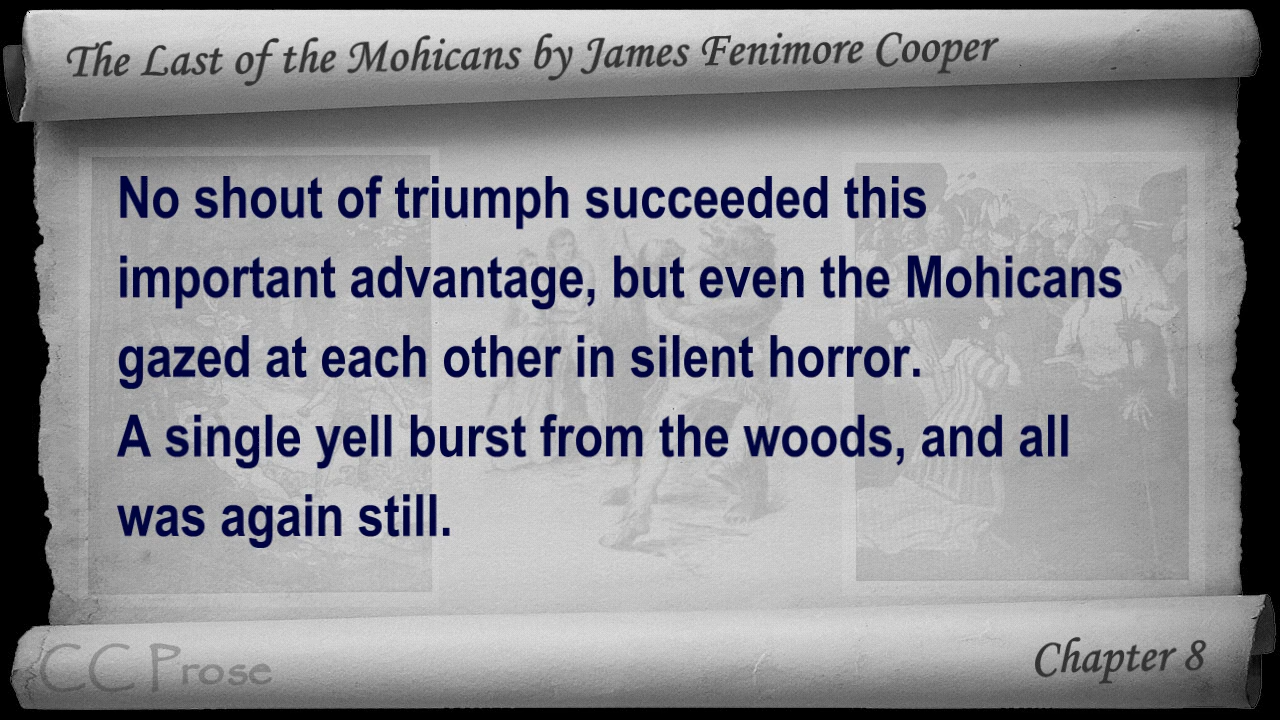 The Last of the Mohicans by James Fenimore Cooper
No shout of triumph succeeded this
important advantage, but even the Mohicans
gazed at each other in silent horror.
A single yell burst from the woods, and all
was again still.
CC Prose
Chapter 8